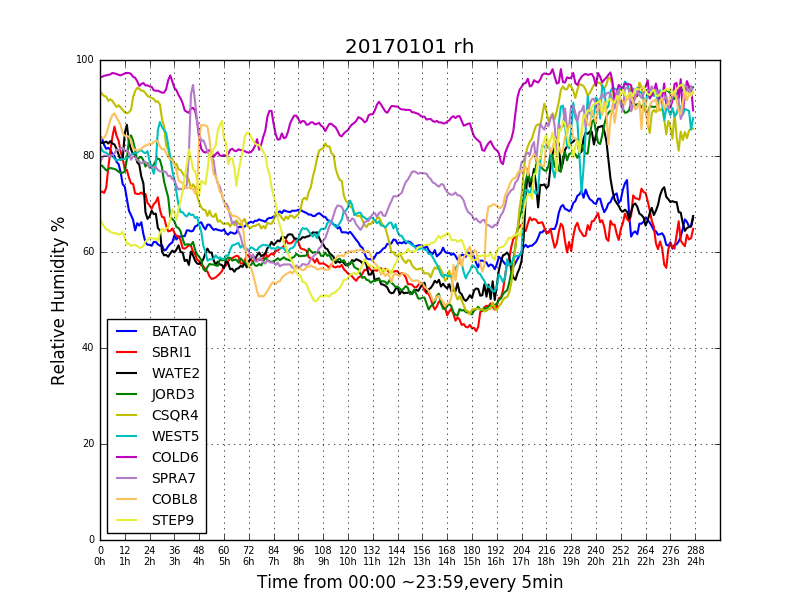 20170101 rh
100
80
60
40
20
0
Relative Humidity %
BATA0
SBRI1
WATE2
JORD3
CSQR4
WEST5
COLD6
SPRA7
COBL8
STEP9
0 12 24 36 48 60 72 84 96 108 120 132 144 156 168 180 192 204 216 228 240 252 264 276 288
0h 1h 2h 3h 4h 5h 6h 7h 8h 9h 10h 11h 12h 13h 14h 15h 16h 17h 18h 19h 20h 21h 22h 23h 24h
Time from 00:00 ~23:59,every 5min